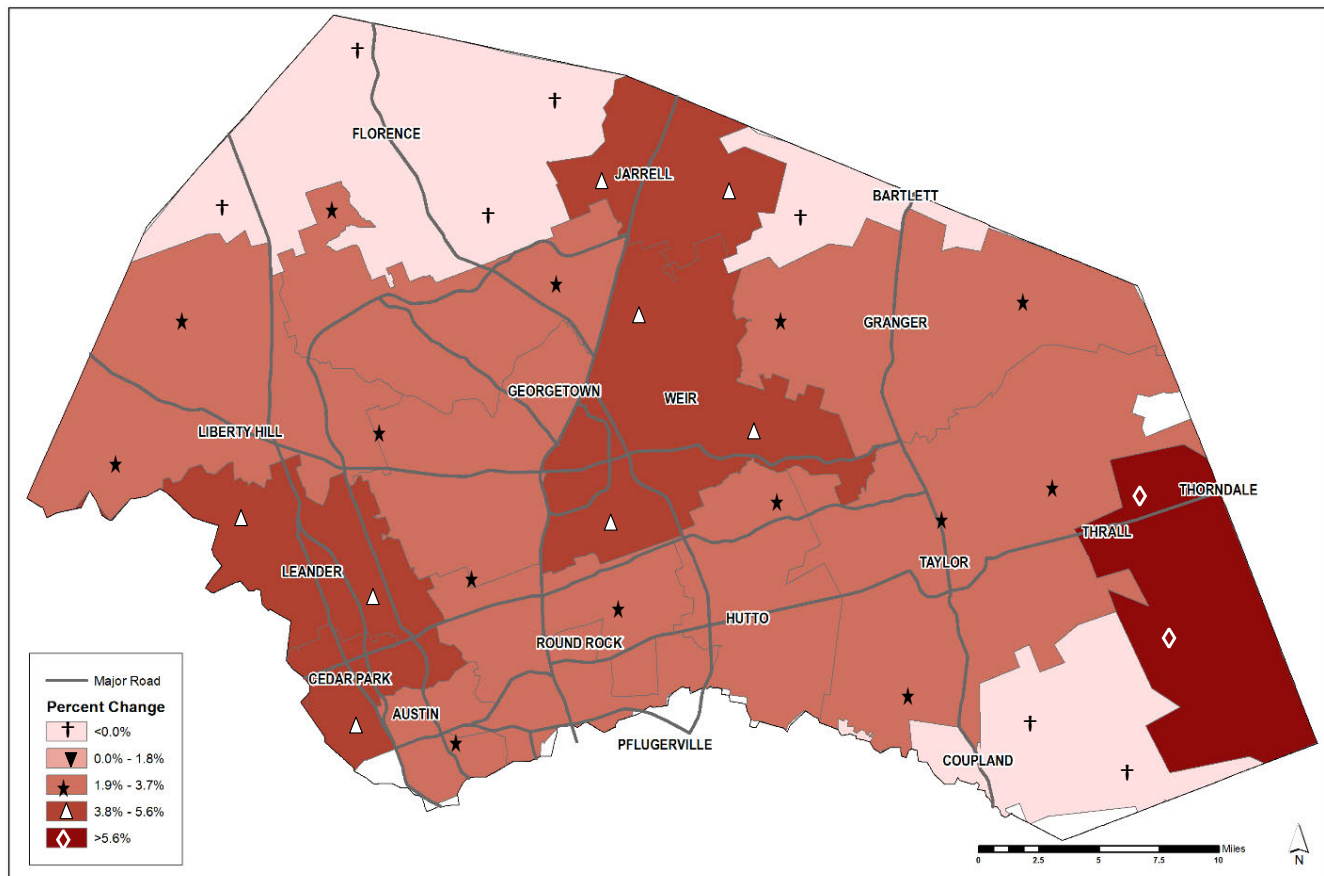 FLORENCE
JARRELL
BARTLETT
GRANGER
GEORGETOWN
WEIR
LIBERTY HILL
THORNDALE
THRALL
TAYLOR
LEANDER
HUTTO
ROUND ROCK
CEDAR PARK
AUSTIN
PFLUGERVILLE
COUPLAND
Major Road
Percent Change
<0.0%
0.0% - 1.8%
1.9% - 3.7%
3.8% - 5.6%
>5.6%
Miles
0 2.5 5 7.5 10
N